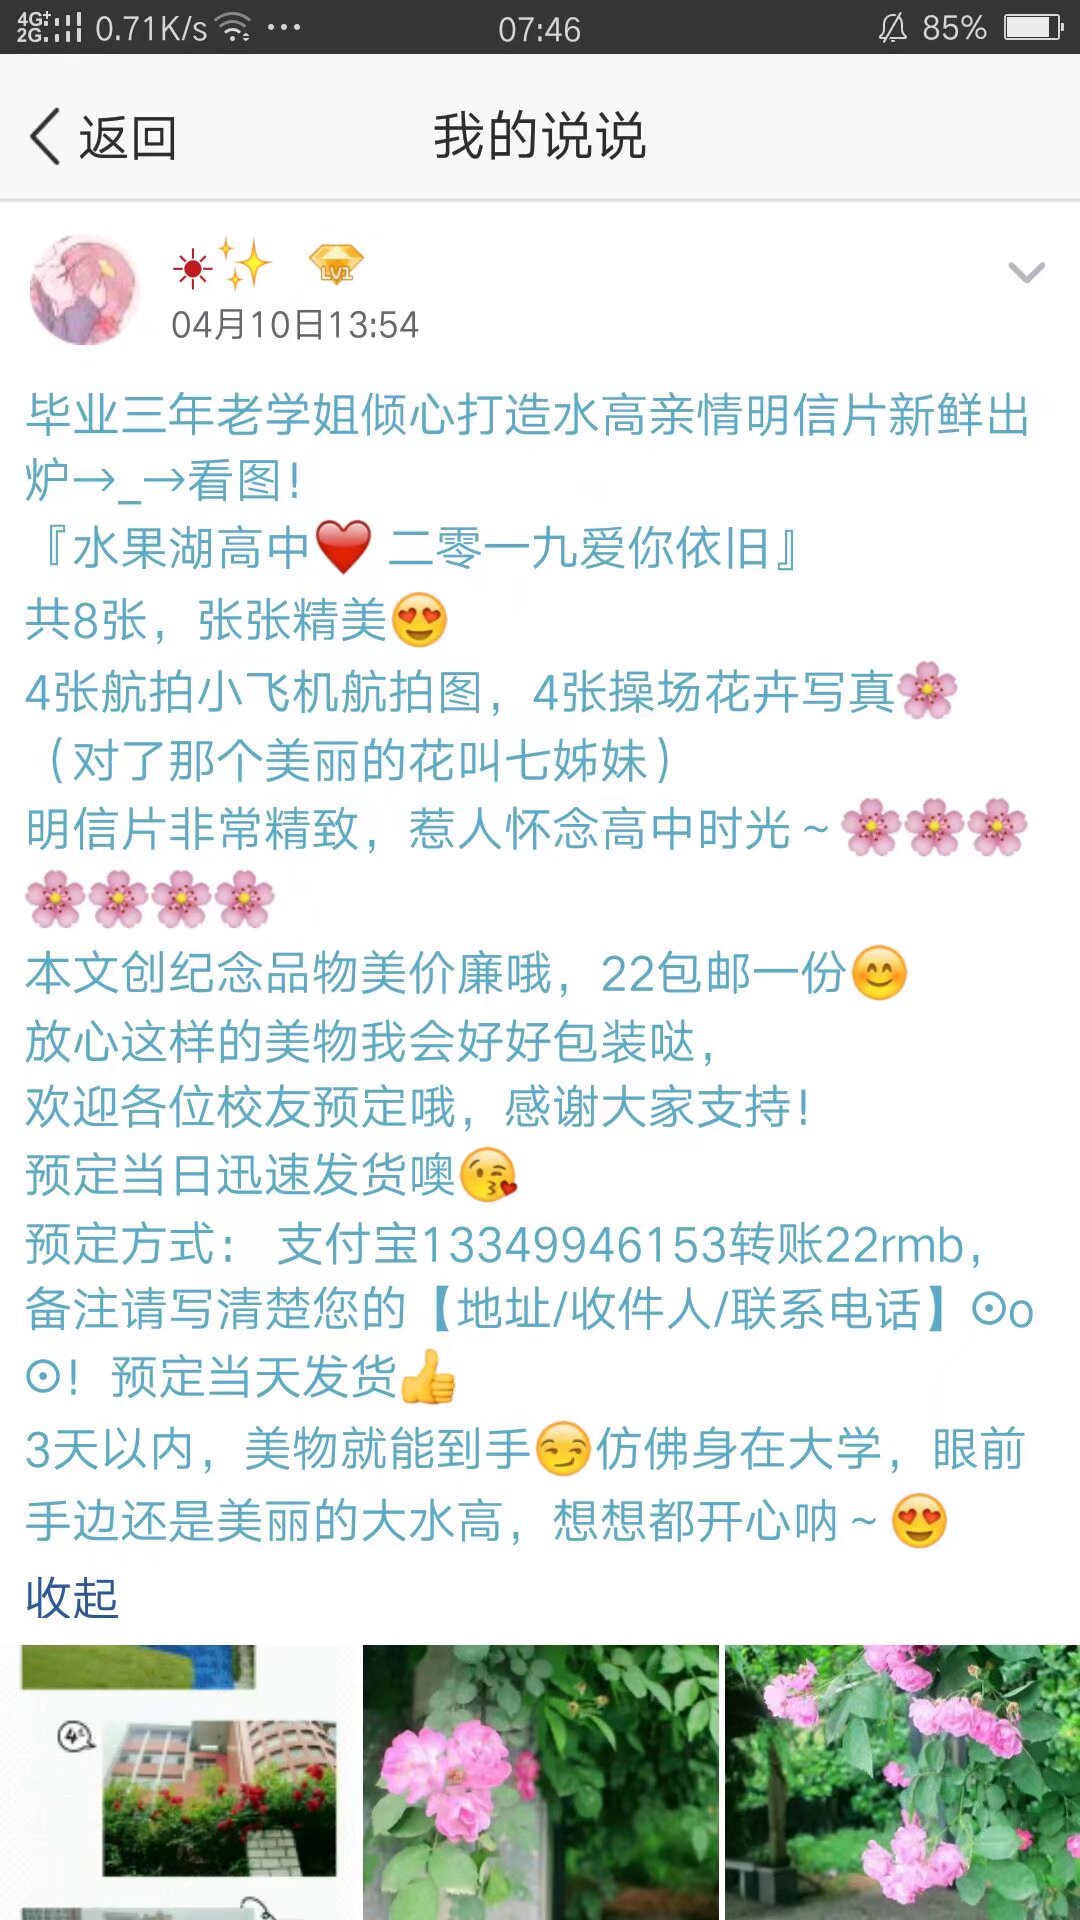 4G+ 2G 0.71K/s ··· 07:46 85%
返回 我的说说
LV1
04月10日13:54
毕业三年老学姐倾心打造水高亲情明信片新鲜出
炉→_→看图！
『水果湖高中❤️ 二零一九爱你依旧』
共8张，张张精美😍
4张航拍小飞机航拍图，4张操场花卉写真🌸
（对了那个美丽的花叫七姊妹）
明信片非常精致，惹人怀念高中时光～🌸🌸🌸
🌸🌸🌸🌸
本文创纪念品物美价廉哦，22包邮一份😊
放心这样的美物我会好好包装哒，
欢迎各位校友预定哦，感谢大家支持！
预定当日迅速发货噢😘
预定方式： 支付宝13349946153转账22rmb，
备注请写清楚您的【地址/收件人/联系电话】⊙o
⊙！预定当天发货👍
3天以内，美物就能到手😏仿佛身在大学，眼前
手边还是美丽的大水高，想想都开心呐～😍
收起
4